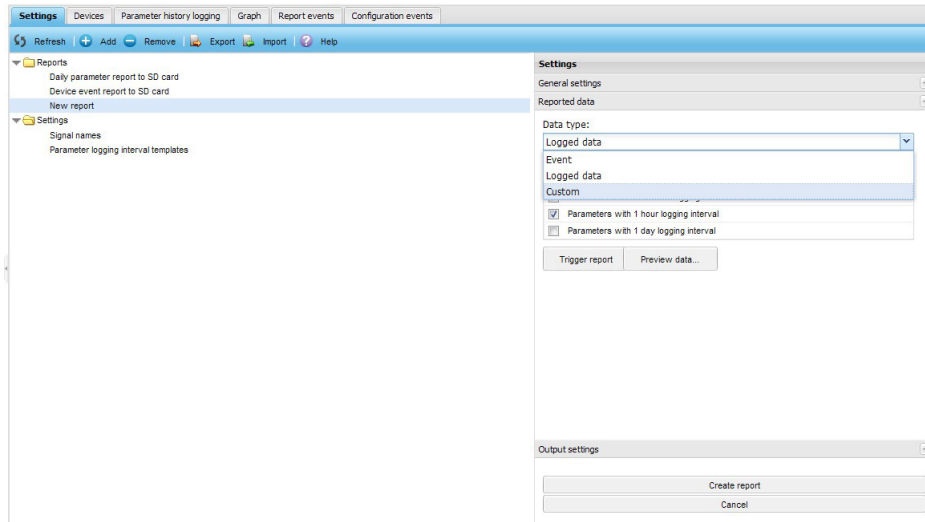 Settings Devices Parameter history logging Graph Report events Configuration events
Refresh Add Remove Export Import Help
Reports
Daily parameter report to SD card
Device event report to SD card
New report
Settings
Signal names
Parameter logging interval templates
Settings
General settings
Reported data
Data type:
Logged data
Event
Logged data
Custom
Parameters with 1 hour logging interval
Parameters with 1 day logging interval
Trigger report Preview data...
Output settings
Create report
Cancel